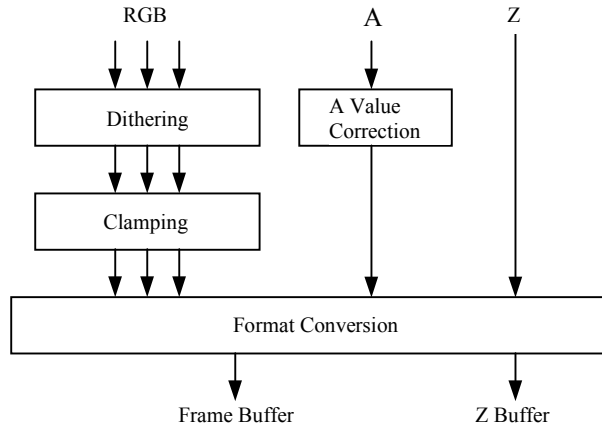 RGB
A
Z
Dithering
A Value
Correction
Clamping
Format Conversion
Frame Buffer
Z Buffer